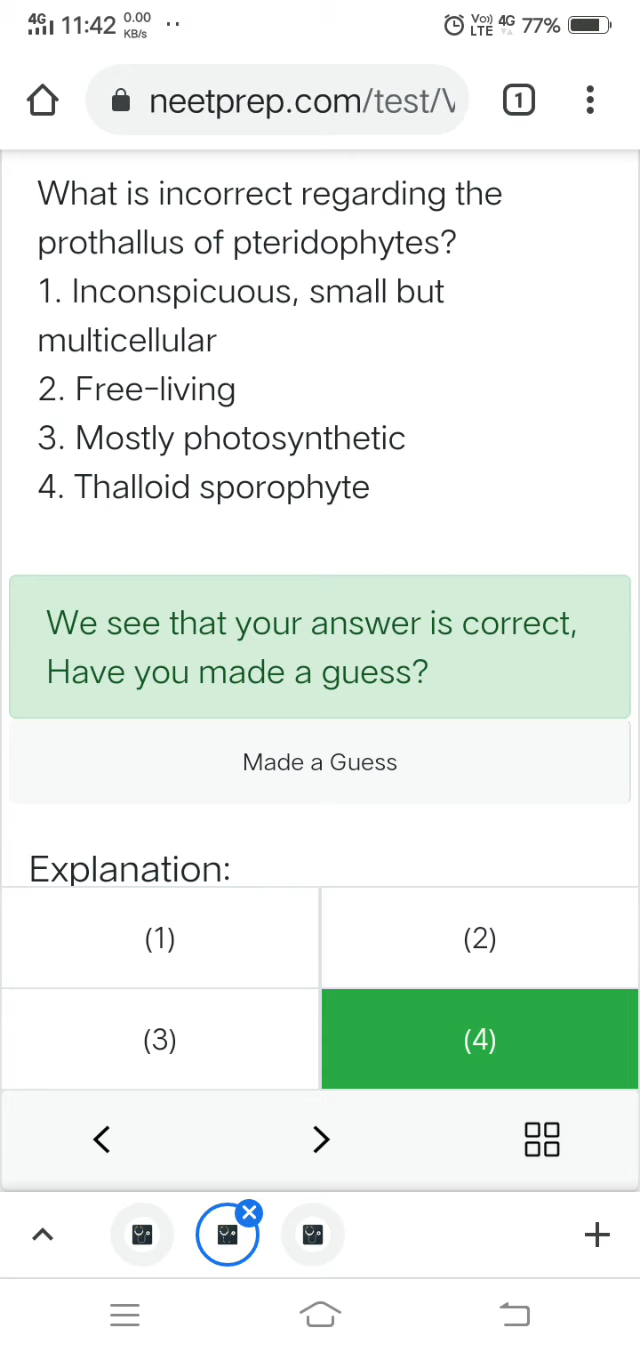 4G 11:42 0.00 KB/s ··
Vo)) LTE 4G 77%
neetprep.com/test/\
1
What is incorrect regarding the
prothallus of pteridophytes?
1. Inconspicuous, small but
multicellular
2. Free-living
3. Mostly photosynthetic
4. Thalloid sporophyte
We see that your answer is correct,
Have you made a guess?
Made a Guess
Explanation:
(1) (2)
(3) (4)